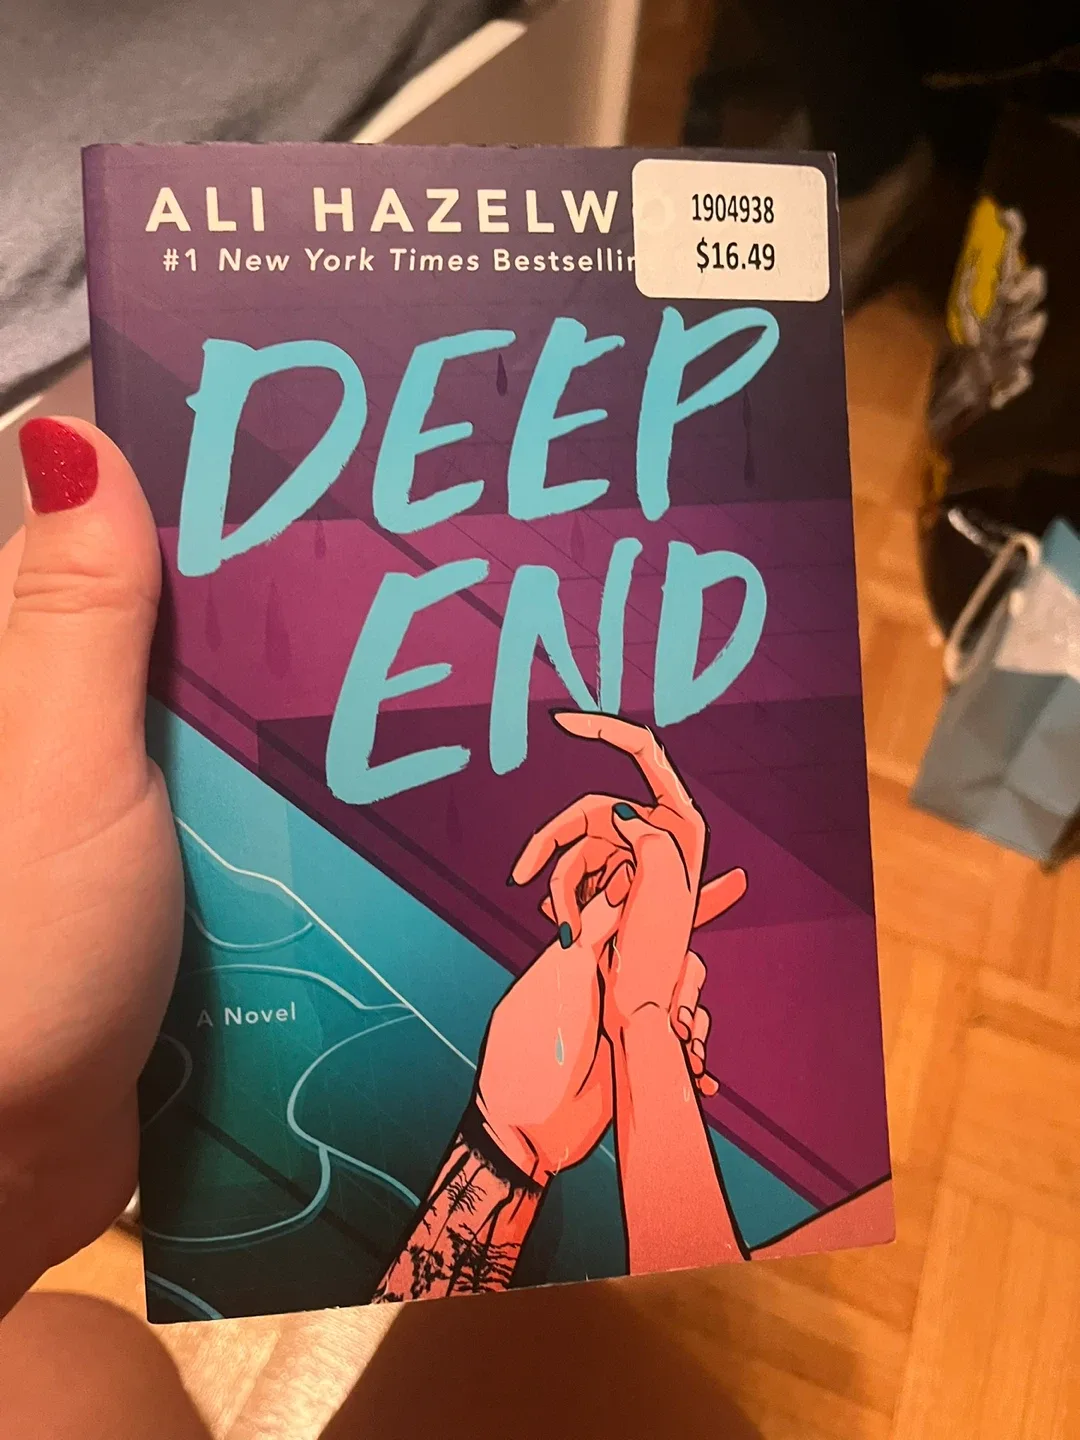 ALI HAZELW
#1 New York Times Bestsellin
1904938
$16.49
DEEP
END
A Novel